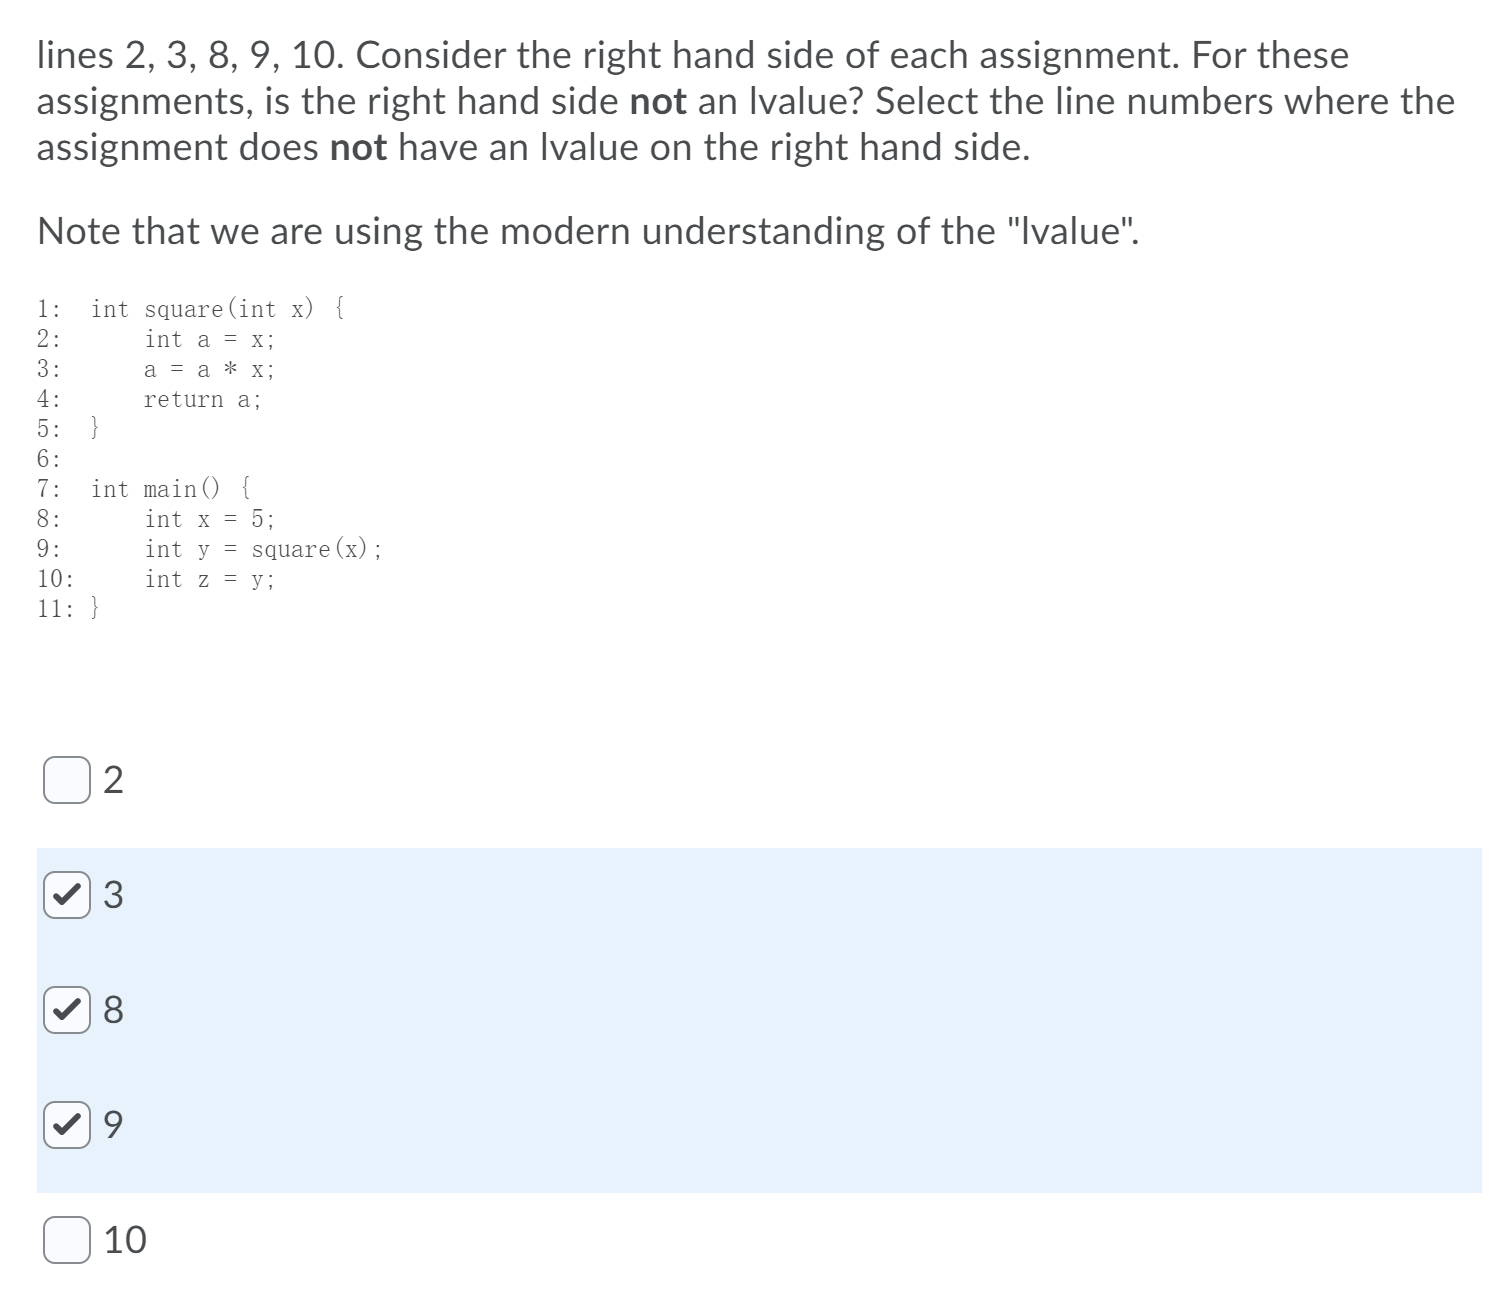 lines 2, 3, 8, 9, 10. Consider the right hand side of each assignment. For these
assignments, is the right hand side not an lvalue? Select the line numbers where the
assignment does not have an lvalue on the right hand side.
Note that we are using the modern understanding of the "lvalue".
1:  int square(int x) {
2:      int a = x;
3:      a = a * x;
4:      return a;
5:  }
6:
7:  int main() {
8:      int x = 5;
9:      int y = square(x);
10:     int z = y;
11: }
2
3
8
9
10